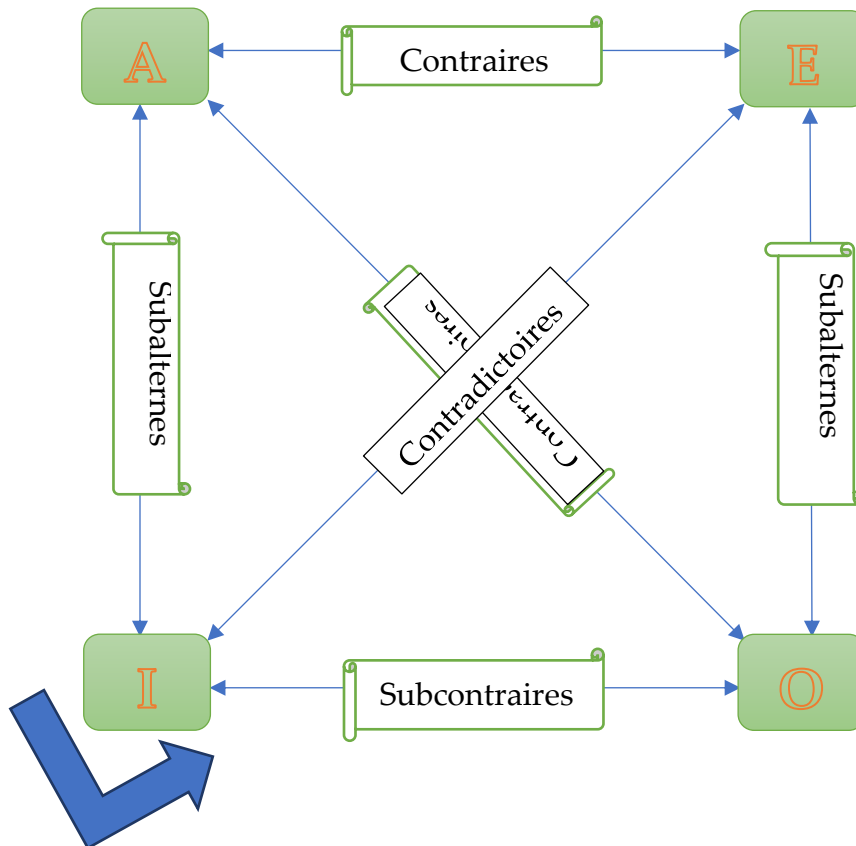 A
Contraires
E
Subalternes
Contradictoires
Subalternes
I
Subcontraires
O